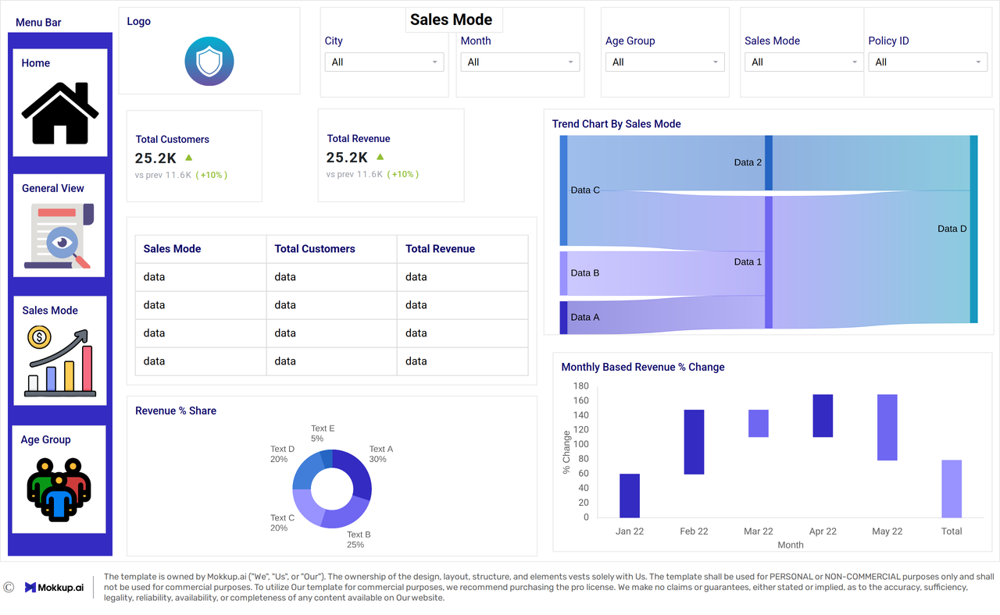 Menu Bar
Home
General View
Sales Mode
$
Age Group
Logo
Sales Mode
City
All
Month
All
Age Group
All
Sales Mode
All
Policy ID
All
Total Customers
25.2K
vs prev 11.6K (+10%)
Total Revenue
25.2K
vs prev 11.6K (+10%)
Sales Mode Total Customers Total Revenue
data data data
data data data
data data data
data data data
Revenue % Share
Text E
5%
Text A
30%
Text D
20%
Text C
20%
Text B
25%
Trend Chart By Sales Mode
Data 2
Data C
Data D
Data 1
Data B
Data A
Monthly Based Revenue % Change
% Change
180
160
140
120
100
80
60
40
20
0
Jan 22 Feb 22 Mar 22 Apr 22 May 22 Total
Month
© Mokkup.ai
The template is owned by Mokkup.ai ("We", "Us", or "Our"). The ownership of the design, layout, structure, and elements vests solely with Us. The template shall be used for PERSONAL or NON-COMMERCIAL purposes only and shall
not be used for commercial purposes. To utilize Our template for commercial purposes, we recommend purchasing the pro license. We make no claims or guarantees, either stated or implied, as to the accuracy, sufficiency,
legality, reliability, availability, or completeness of any content available on Our website.